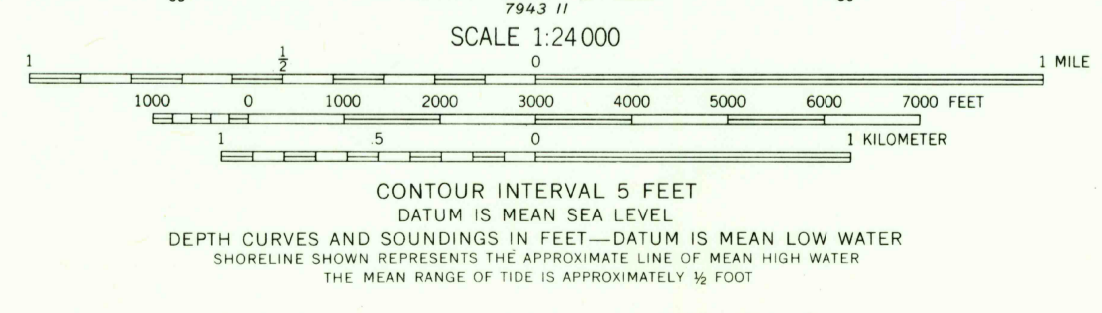 7943 II
SCALE 1:24 000
1 1/2 0 1 MILE
1000 0 1000 2000 3000 4000 5000 6000 7000 FEET
1 .5 0 1 KILOMETER
CONTOUR INTERVAL 5 FEET
DATUM IS MEAN SEA LEVEL
DEPTH CURVES AND SOUNDINGS IN FEET—DATUM IS MEAN LOW WATER
SHORELINE SHOWN REPRESENTS THE APPROXIMATE LINE OF MEAN HIGH WATER
THE MEAN RANGE OF TIDE IS APPROXIMATELY ½ FOOT